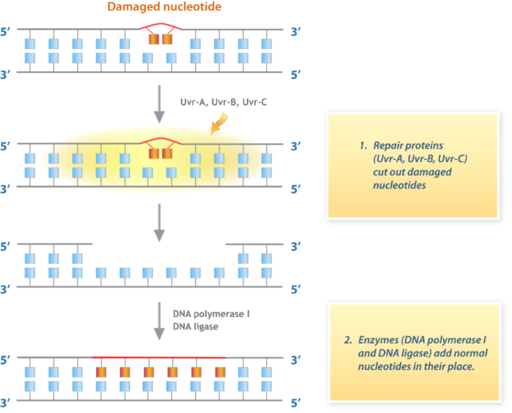 Damaged nucleotide
5’ 3’
3’ 5’
Uvr-A, Uvr-B, Uvr-C
5’ 3’
3’ 5’
1. Repair proteins
(Uvr-A, Uvr-B, Uvr-C)
cut out damaged
nucleotides
5’ 3’
3’ 5’
DNA polymerase I
DNA ligase
2. Enzymes (DNA polymerase I
and DNA ligase) add normal
nucleotides in their place.
5’ 3’
3’ 5’